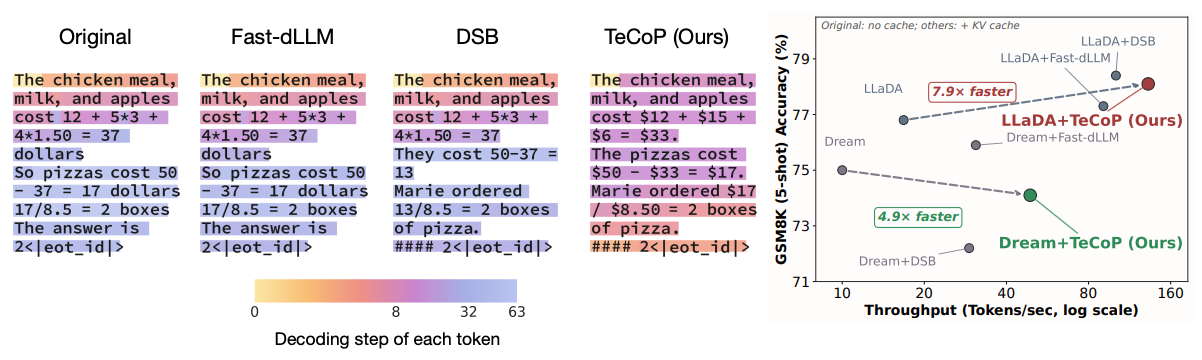 Original
The chicken meal,
milk, and apples
cost 12 + 5*3 +
4*1.50 = 37
dollars
So pizzas cost 50
- 37 = 17 dollars
17/8.5 = 2 boxes
The answer is
2<|eot_id|>
Fast-dLLM
The chicken meal,
milk, and apples
cost 12 + 5*3 +
4*1.50 = 37
dollars
So pizzas cost 50
- 37 = 17 dollars
17/8.5 = 2 boxes
The answer is
2<|eot_id|>
DSB
The chicken meal,
milk, and apples
cost 12 + 5*3 +
4*1.50 = 37
They cost 50-37 =
13
Marie ordered
13/8.5 = 2 boxes
of pizza.
#### 2<|eot_id|>
TeCoP (Ours)
The chicken meal,
milk, and apples
cost $12 + $15 +
$6 = $33.
The pizzas cost
$50 - $33 = $17.
Marie ordered $17
/ $8.50 = 2 boxes
of pizza.
#### 2<|eot_id|>
0 8 32 63
Decoding step of each token
Original: no cache; others: + KV cache
LLaDA+DSB
LLaDA+Fast-dLLM
LLaDA
7.9× faster
LLaDA+TeCoP (Ours)
Dream
Dream+Fast-dLLM
4.9× faster
Dream+TeCoP (Ours)
Dream+DSB
GSM8K (5-shot) Accuracy (%)
79
77
75
73
71
10 20 40 80 160
Throughput (Tokens/sec, log scale)